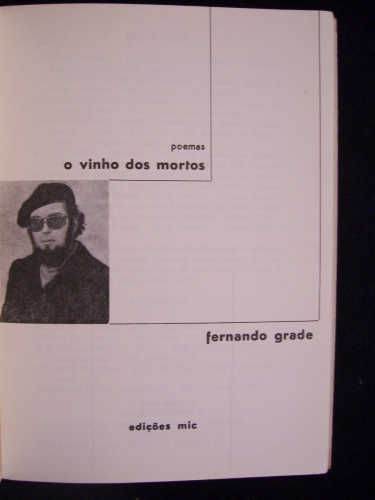 poemas
o vinho dos mortos
fernando grade
edições mic